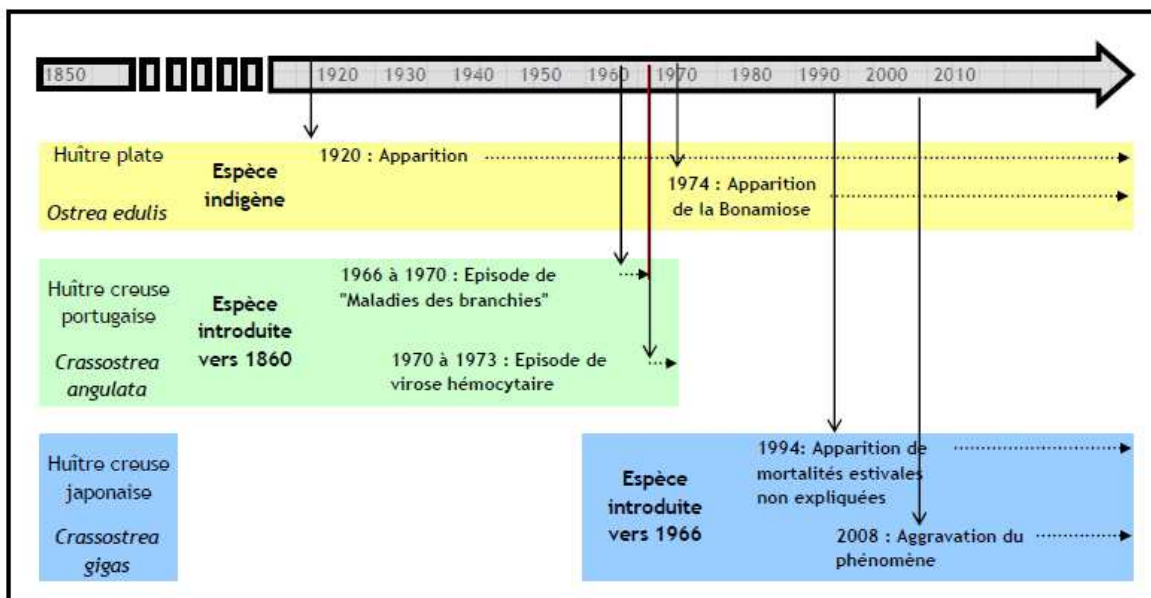 1850 1920 1930 1940 1950 1960 1970 1980 1990 2000 2010
Huître plate
Ostrea edulis
Espèce
indigène
1920 : Apparition
1974 : Apparition
de la Bonamiose
Huître creuse
portugaise
Crassostrea
angulata
Espèce
introduite
vers 1860
1966 à 1970 : Episode de
"Maladies des branchies"
1970 à 1973 : Episode de
virose hémocytaire
Huître creuse
japonaise
Crassostrea
gigas
Espèce
introduite
vers 1966
1994: Apparition de
mortalités estivales
non expliquées
2008 : Aggravation du
phénomène